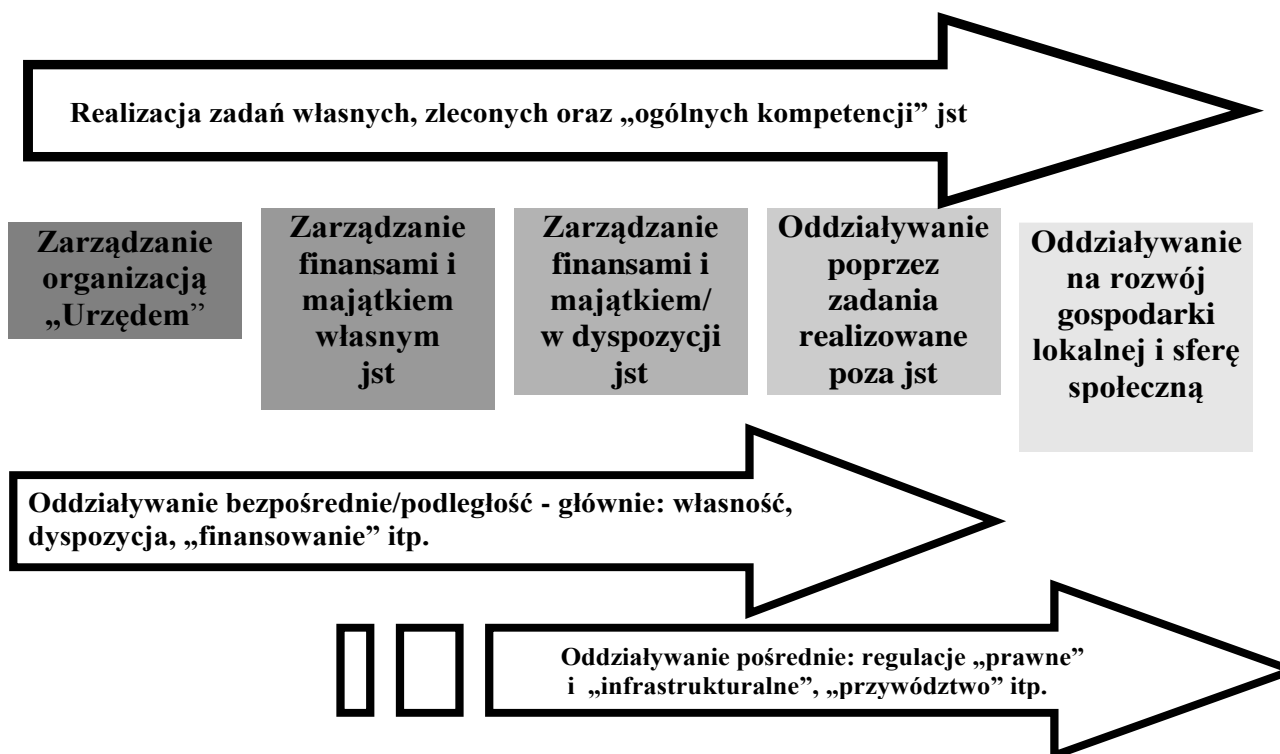 Realizacja zadań własnych, zleconych oraz „ogólnych kompetencji” jst
Zarządzanie
organizacją
„Urzędem”
Zarządzanie
finansami i
majątkiem
własnym
jst
Zarządzanie
finansami i
majątkiem/
w dyspozycji
jst
Oddziaływanie
poprzez
zadania
realizowane
poza jst
Oddziaływanie
na rozwój
gospodarki
lokalnej i sferę
społeczną
Oddziaływanie bezpośrednie/podległość - głównie: własność,
dyspozycja, „finansowanie” itp.
Oddziaływanie pośrednie: regulacje „prawne”
i „infrastrukturalne”, „przywództwo” itp.